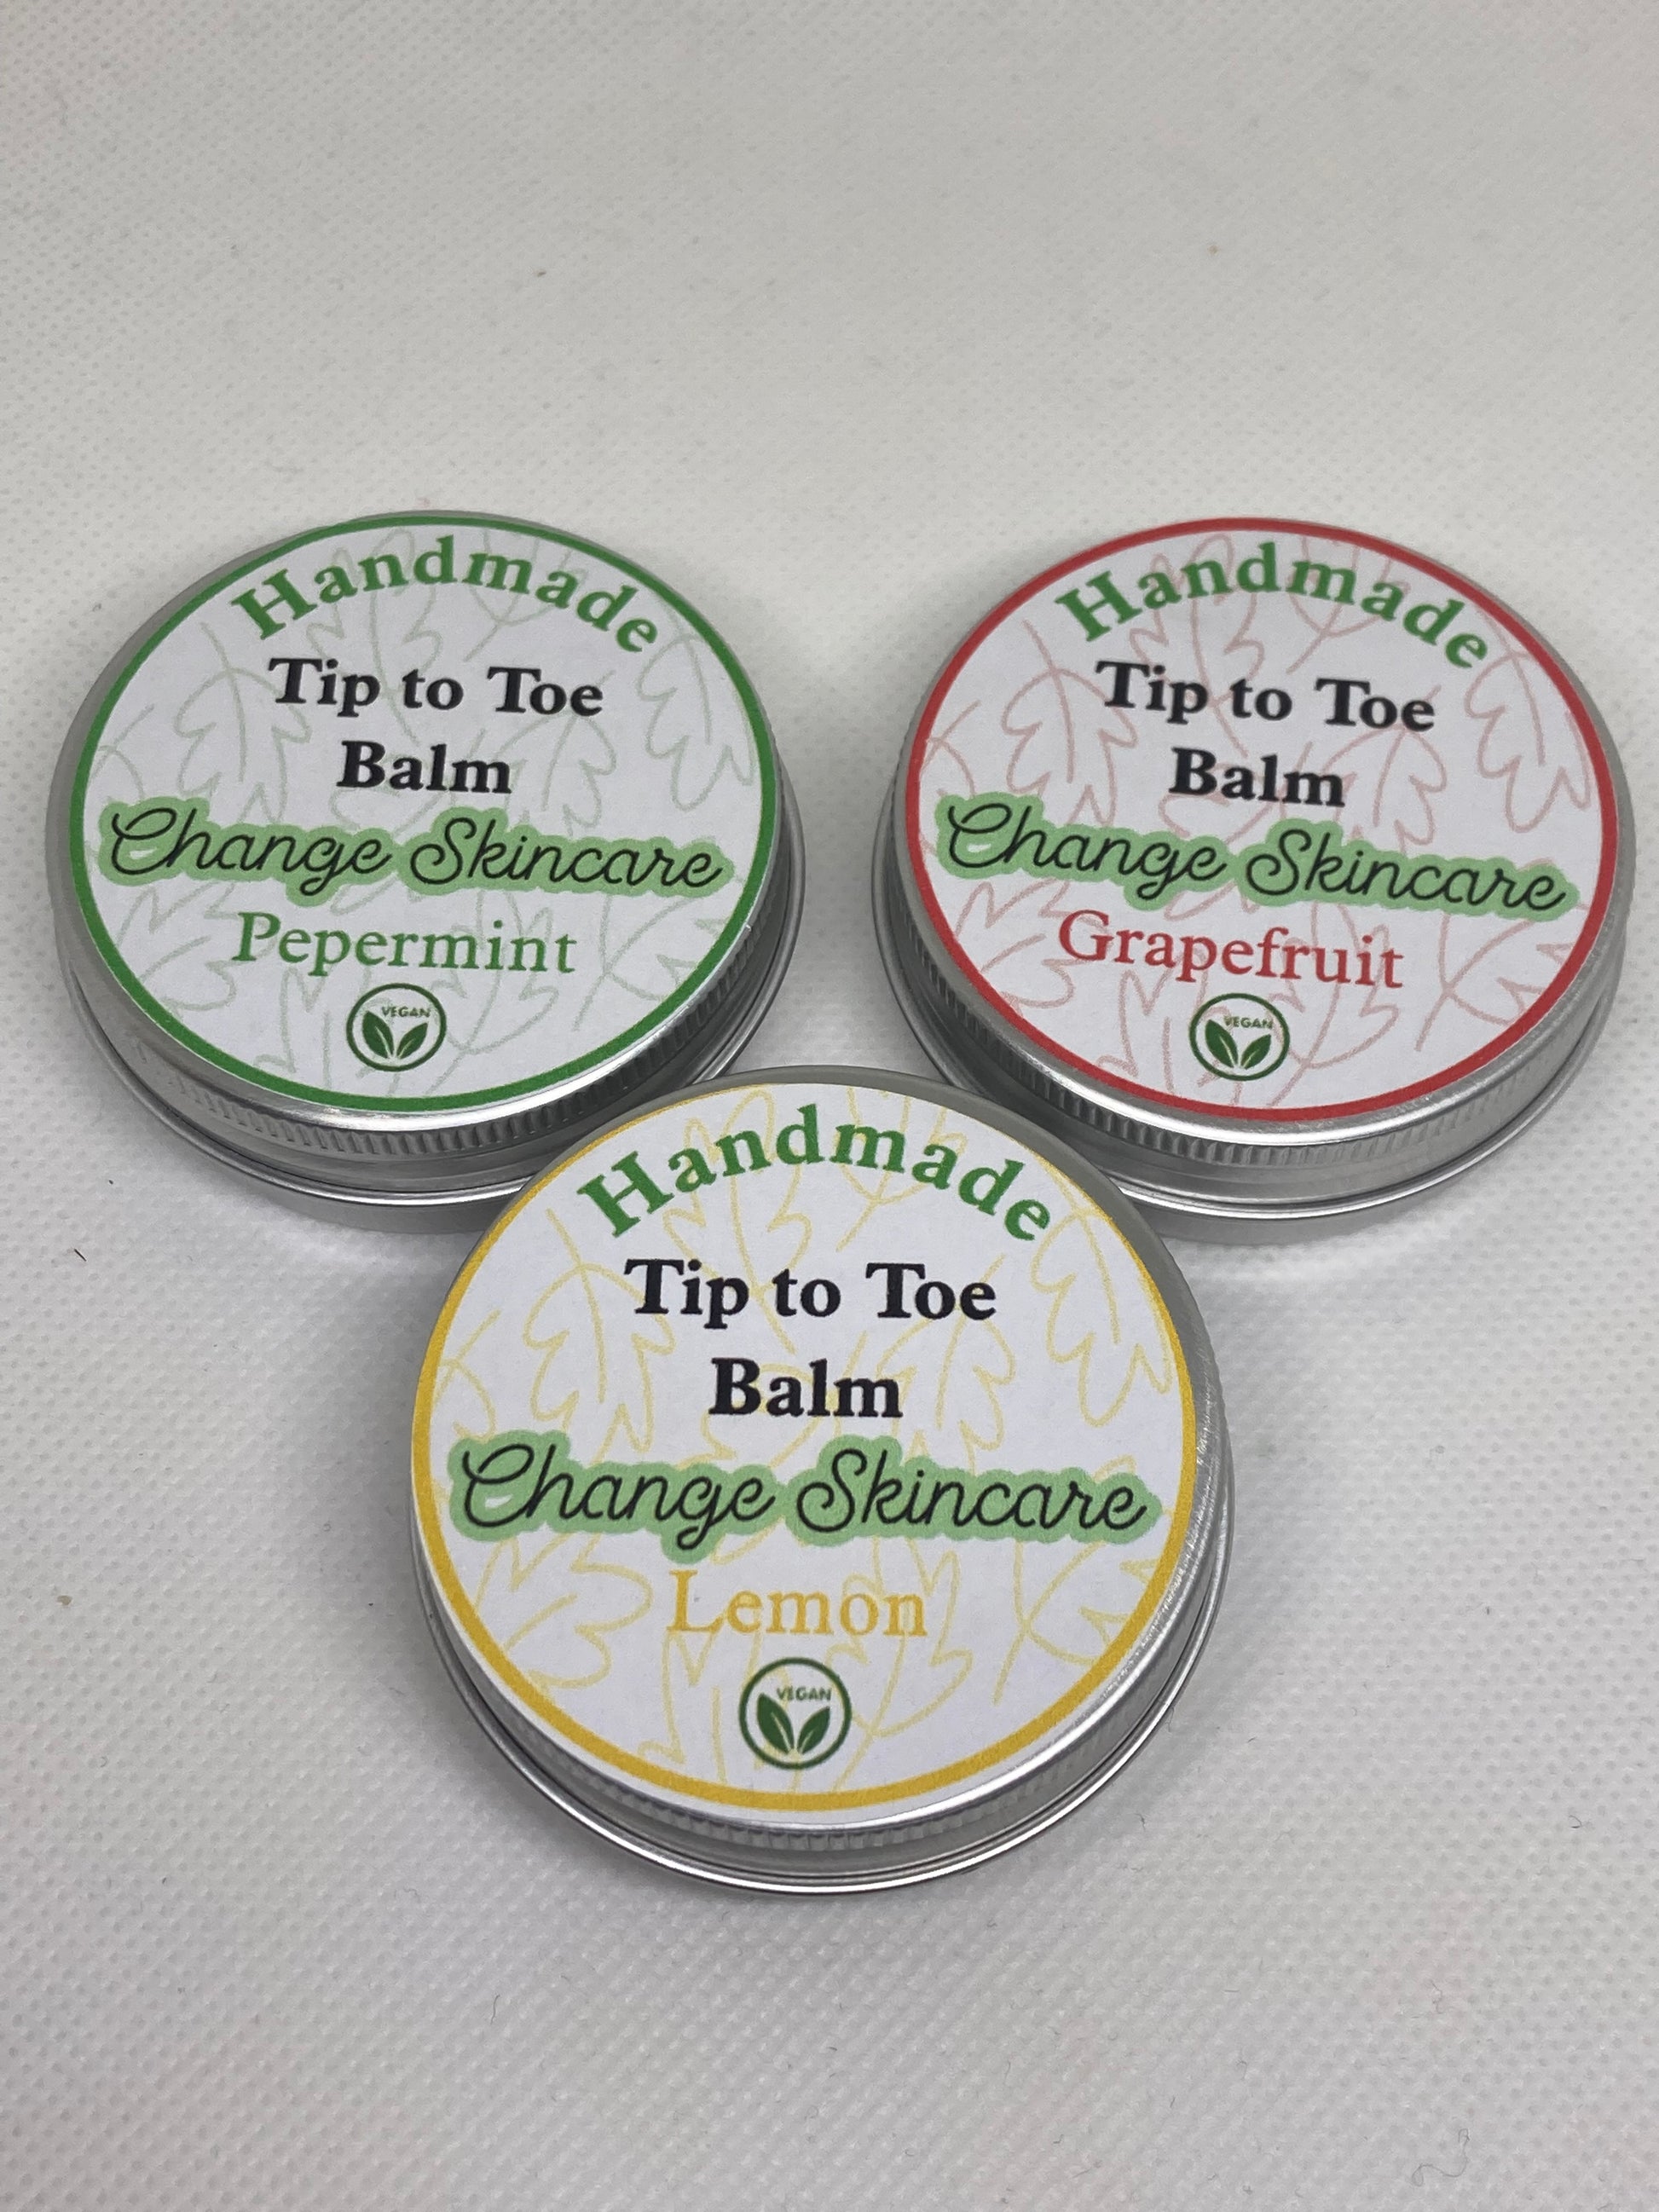 Handmade
Tip to Toe
Balm
Change Skincare
Pepermint
VEGAN
Handmade
Tip to Toe
Balm
Change Skincare
Grapefruit
VEGAN
Handmade
Tip to Toe
Balm
Change Skincare
Lemon
VEGAN